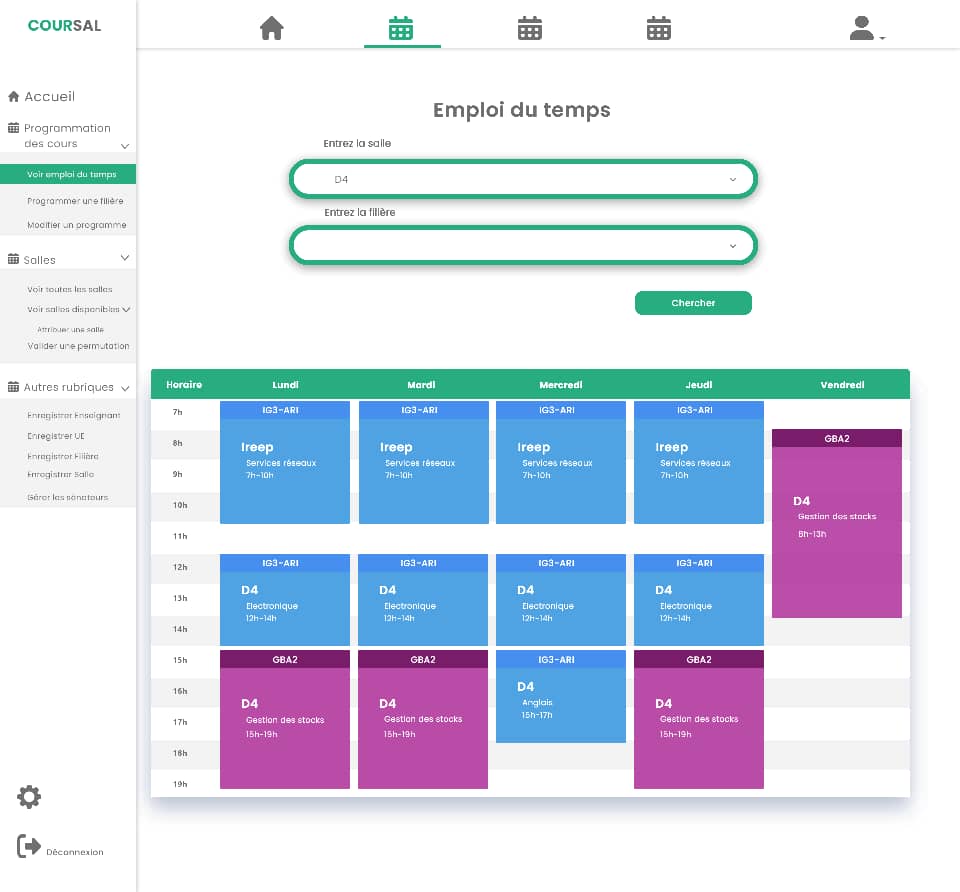 COURSAL
Accueil
Programmation
des cours
Voir emploi du temps
Programmer une filière
Modifier un programme
Salles
Voir toutes les salles
Voir salles disponibles
Attribuer une salle
Valider une permutation
Autres rubriques
Enregistrer Enseignant
Enregistrer UE
Enregistrer Filière
Enregistrer Salle
Gérer les sénateurs
Déconnexion
Emploi du temps
Entrez la salle
D4
Entrez la filière
Chercher
Horaire Lundi Mardi Mercredi Jeudi Vendredi
7h IG3-ARI IG3-ARI IG3-ARI IG3-ARI
8h GBA2
Ireep Ireep Ireep Ireep
Services réseaux Services réseaux Services réseaux Services réseaux
9h 7h-10h 7h-10h 7h-10h 7h-10h
10h D4
Gestion des stocks
11h 8h-13h
12h IG3-ARI IG3-ARI IG3-ARI IG3-ARI
D4 D4 D4 D4
13h Electronique Electronique Electronique Electronique
12h-14h 12h-14h 12h-14h 12h-14h
14h
15h GBA2 GBA2 IG3-ARI GBA2
16h D4
D4 D4 Anglais D4
17h Gestion des stocks Gestion des stocks 15h-17h Gestion des stocks
15h-19h 15h-19h 15h-19h
18h
19h